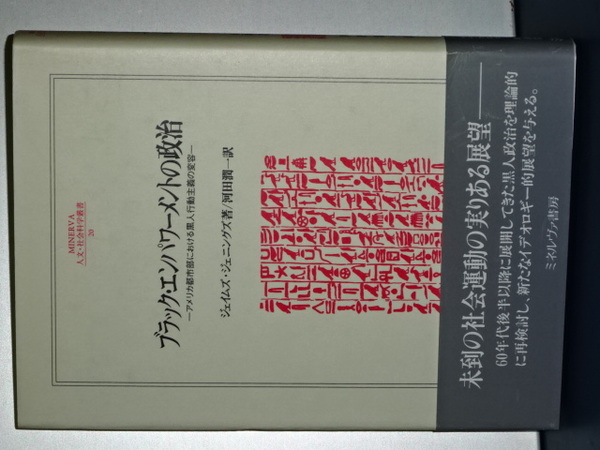 MINERVA
人文・社会科学叢書
20
ブラック・エンパワーメントの政治
—アメリカ都市部における黒人行動主義の変容—
ジェイムズ・ジェニングズ著/河田潤一訳
未到の社会運動の実りある展望——
60年代後半以降に展開してきた黒人政治を理論的
に再検討し、新たなイデオロギー的展望を与える。
ミネルヴァ書房